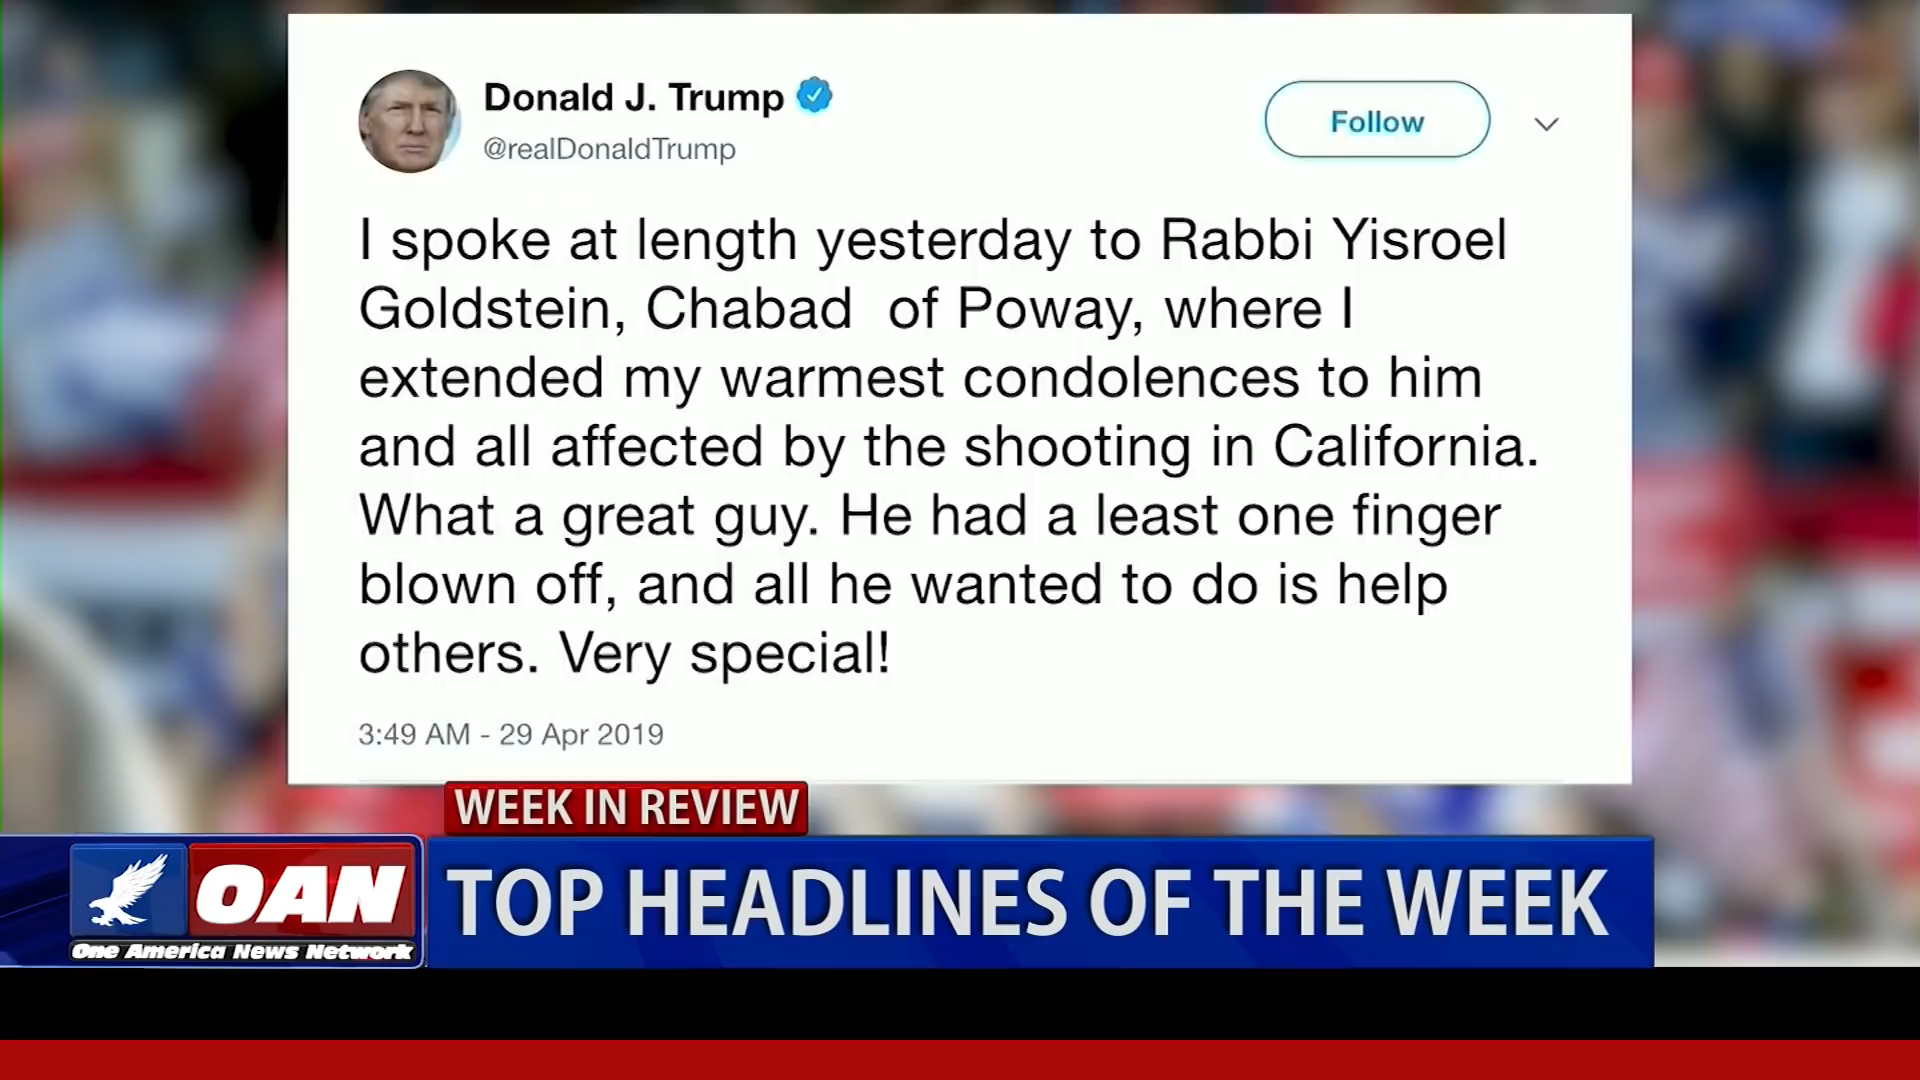 Donald J. Trump
@realDonaldTrump
Follow
I spoke at length yesterday to Rabbi Yisroel
Goldstein, Chabad  of Poway, where I
extended my warmest condolences to him
and all affected by the shooting in California.
What a great guy. He had a least one finger
blown off, and all he wanted to do is help
others. Very special!
3:49 AM - 29 Apr 2019
WEEK IN REVIEW
OAN
One America News Network
TOP HEADLINES OF THE WEEK